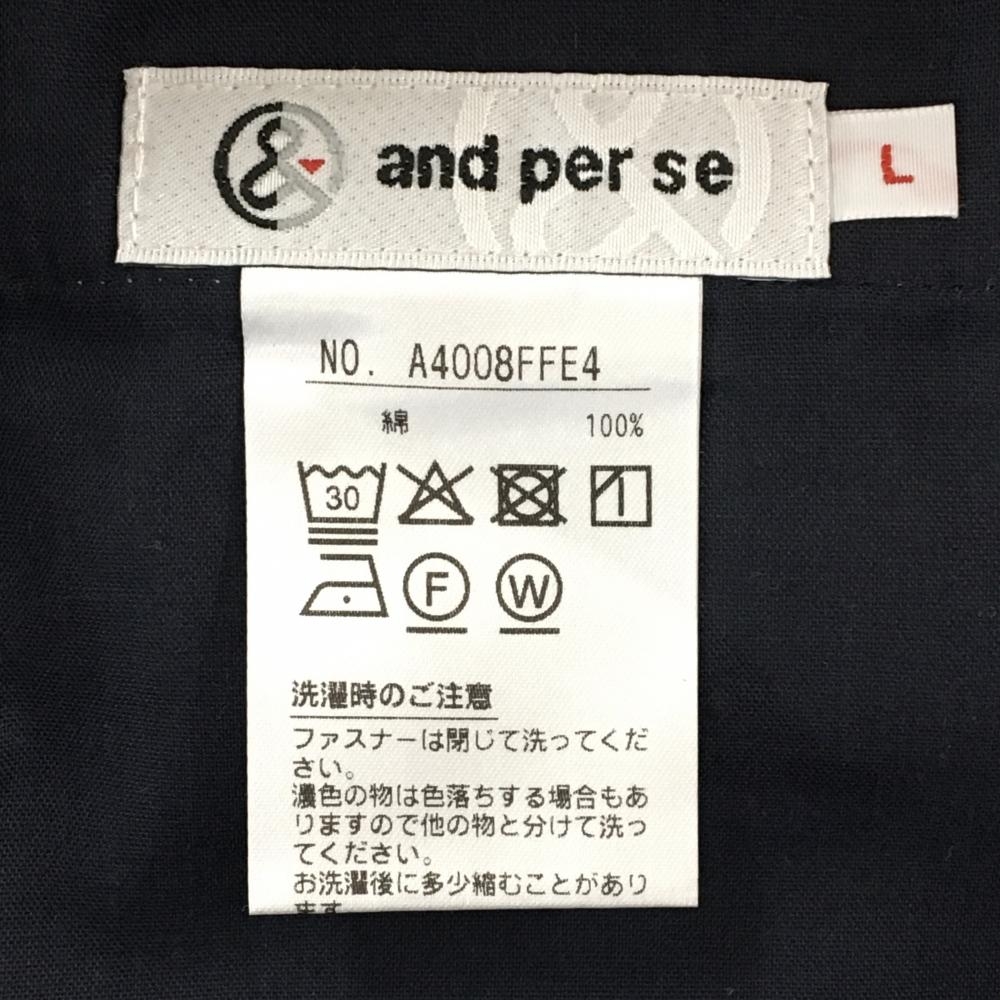 and per se
L
NO. A4008FFE4
綿 100%
30
F W
洗濯時のご注意
ファスナーは閉じて洗ってくだ
さい。
濃色の物は色落ちする場合もあ
りますので他の物と分けて洗っ
てください。
お洗濯後に多少縮むことがあり
ます